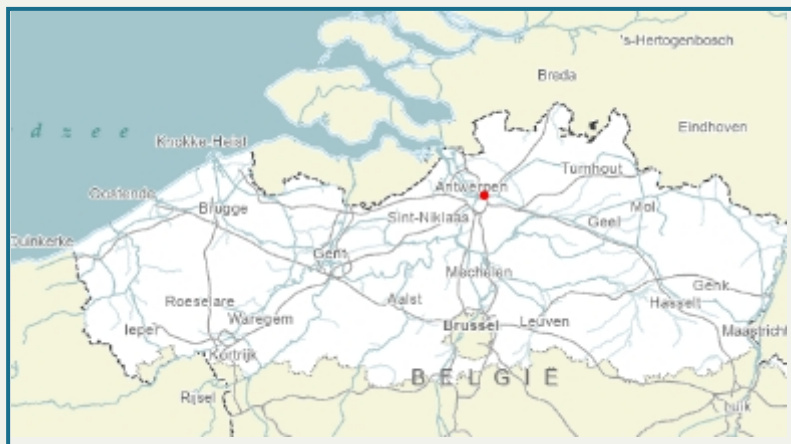 's-Hertogenbosch
Breda
d z e e
Eindhoven
Knokke-Heist
Turnhout
Oostende
Antwerpen
Brugge
Mol
Sint-Niklaas
Geel
Duinkerke
Gent
Mechelen
Genk
Roeselare
Aalst
Hasselt
Ieper
Waregem
Brussel
Leuven
Maastricht
Kortrijk
BELGIË
Rijsel
Luik